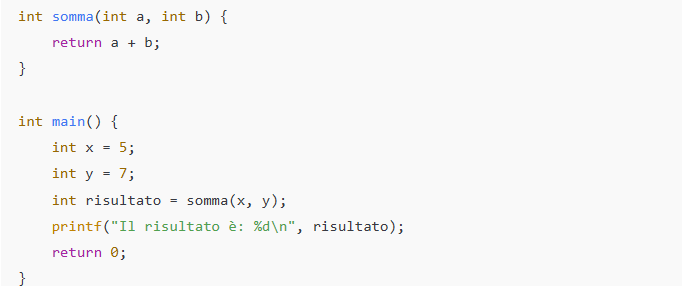 int somma(int a, int b) {
    return a + b;
}

int main() {
    int x = 5;
    int y = 7;
    int risultato = somma(x, y);
    printf("Il risultato è: %d\n", risultato);
    return 0;
}